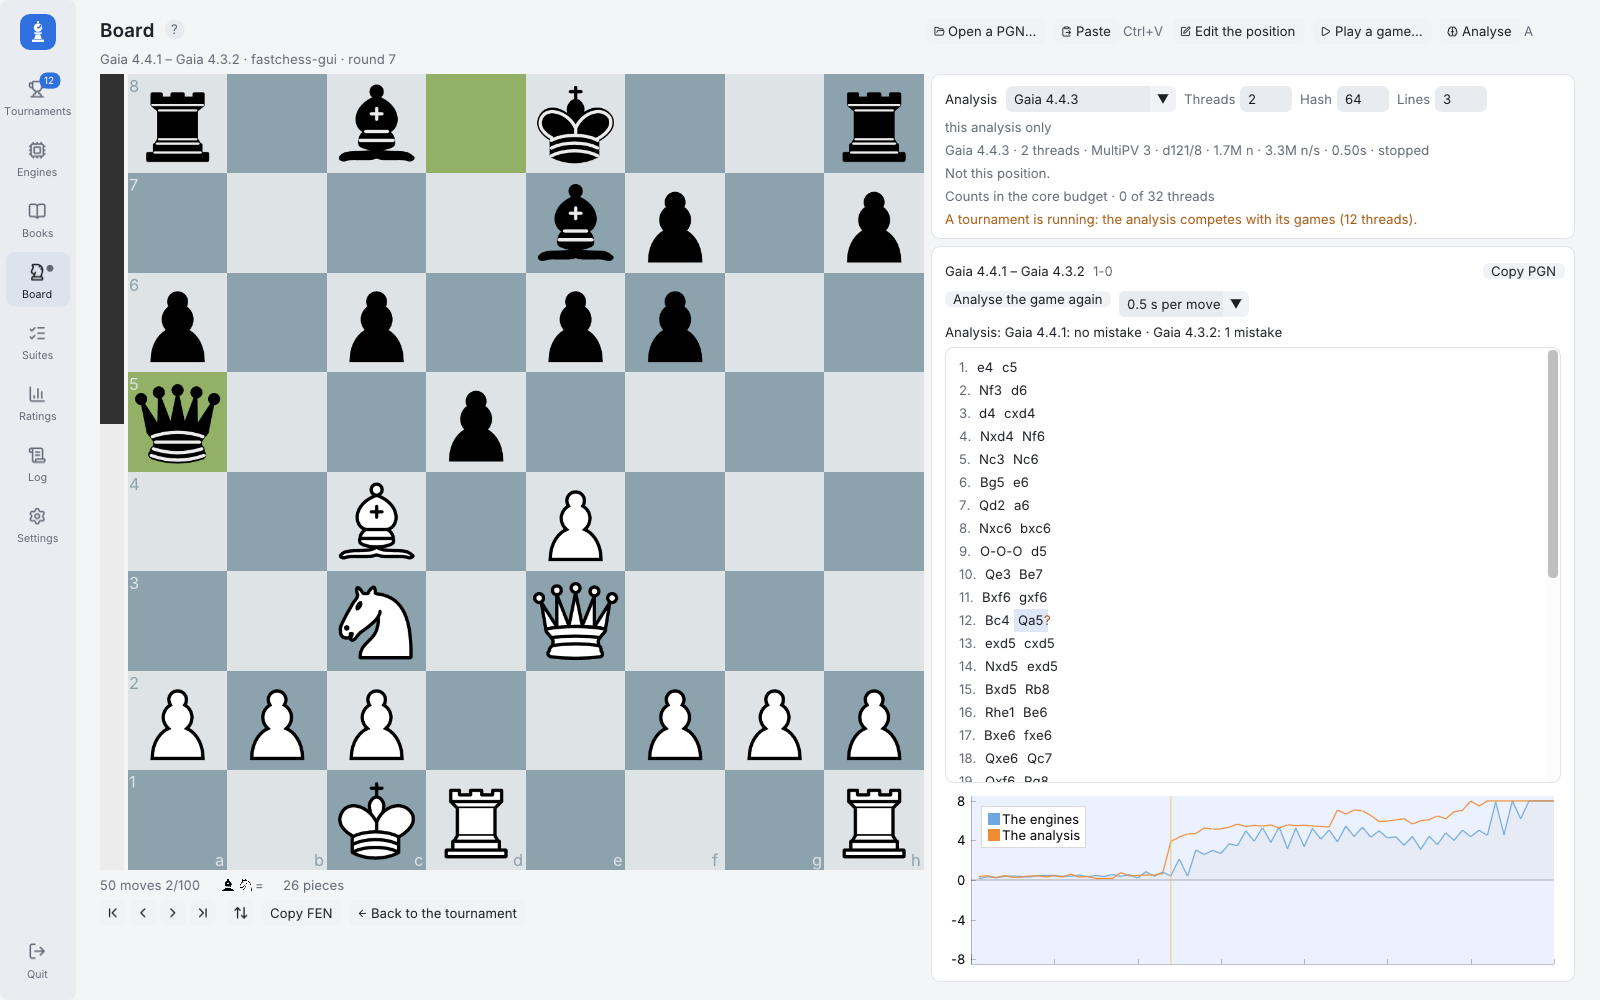 Board ?
Open a PGN... Paste Ctrl+V Edit the position Play a game... Analyse A
Gaia 4.4.1 – Gaia 4.3.2 · fastchess-gui · round 7
12
Tournaments
Engines
Books
Board
Suites
Ratings
Log
Settings
Quit
8
7
6
5
4
3
2
1
a b c d e f g h
50 moves 2/100 = 26 pieces
Copy FEN ← Back to the tournament
Analysis Gaia 4.4.3 ▼ Threads 2 Hash 64 Lines 3
this analysis only
Gaia 4.4.3 · 2 threads · MultiPV 3 · d121/8 · 1.7M n · 3.3M n/s · 0.50s · stopped
Not this position.
Counts in the core budget · 0 of 32 threads
A tournament is running: the analysis competes with its games (12 threads).
Gaia 4.4.1 – Gaia 4.3.2 1-0 Copy PGN
Analyse the game again 0.5 s per move ▼
Analysis: Gaia 4.4.1: no mistake · Gaia 4.3.2: 1 mistake
1. e4 c5
2. Nf3 d6
3. d4 cxd4
4. Nxd4 Nf6
5. Nc3 Nc6
6. Bg5 e6
7. Qd2 a6
8. Nxc6 bxc6
9. O-O-O d5
10. Qe3 Be7
11. Bxf6 gxf6
12. Bc4 Qa5?
13. exd5 cxd5
14. Nxd5 exd5
15. Bxd5 Rb8
16. Rhe1 Be6
17. Bxe6 fxe6
18. Qxe6 Qc7
19. Qxf6 Rg8
8
4
0
-4
-8
The engines
The analysis